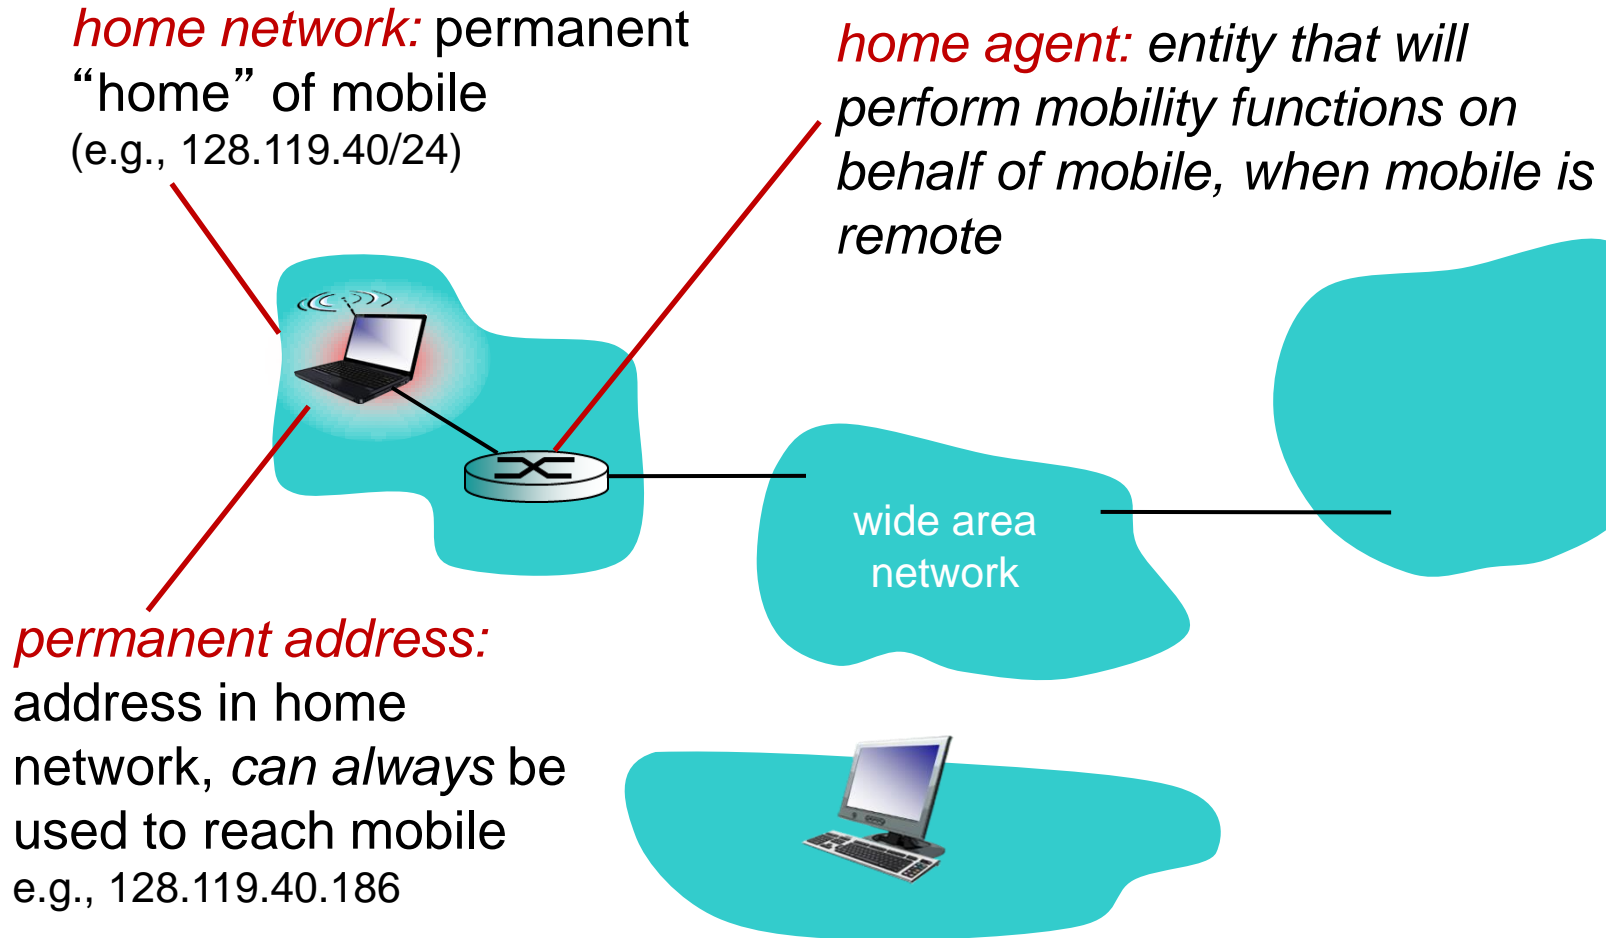 home network: permanent
“home” of mobile
(e.g., 128.119.40/24)
home agent: entity that will
perform mobility functions on
behalf of mobile, when mobile is
remote
wide area
network
permanent address:
address in home
network, can always be
used to reach mobile
e.g., 128.119.40.186